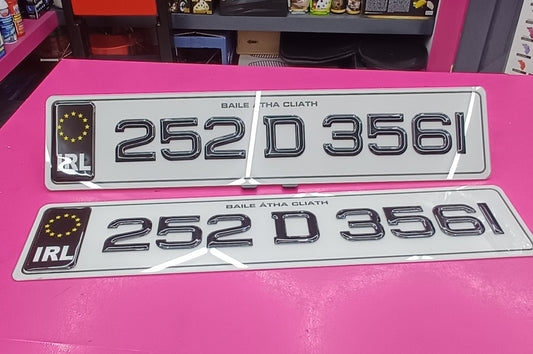 BAILE ÁTHA CLIATH
IRL 252 D 3561
BAILE ÁTHA CLIATH
IRL 252 D 3561